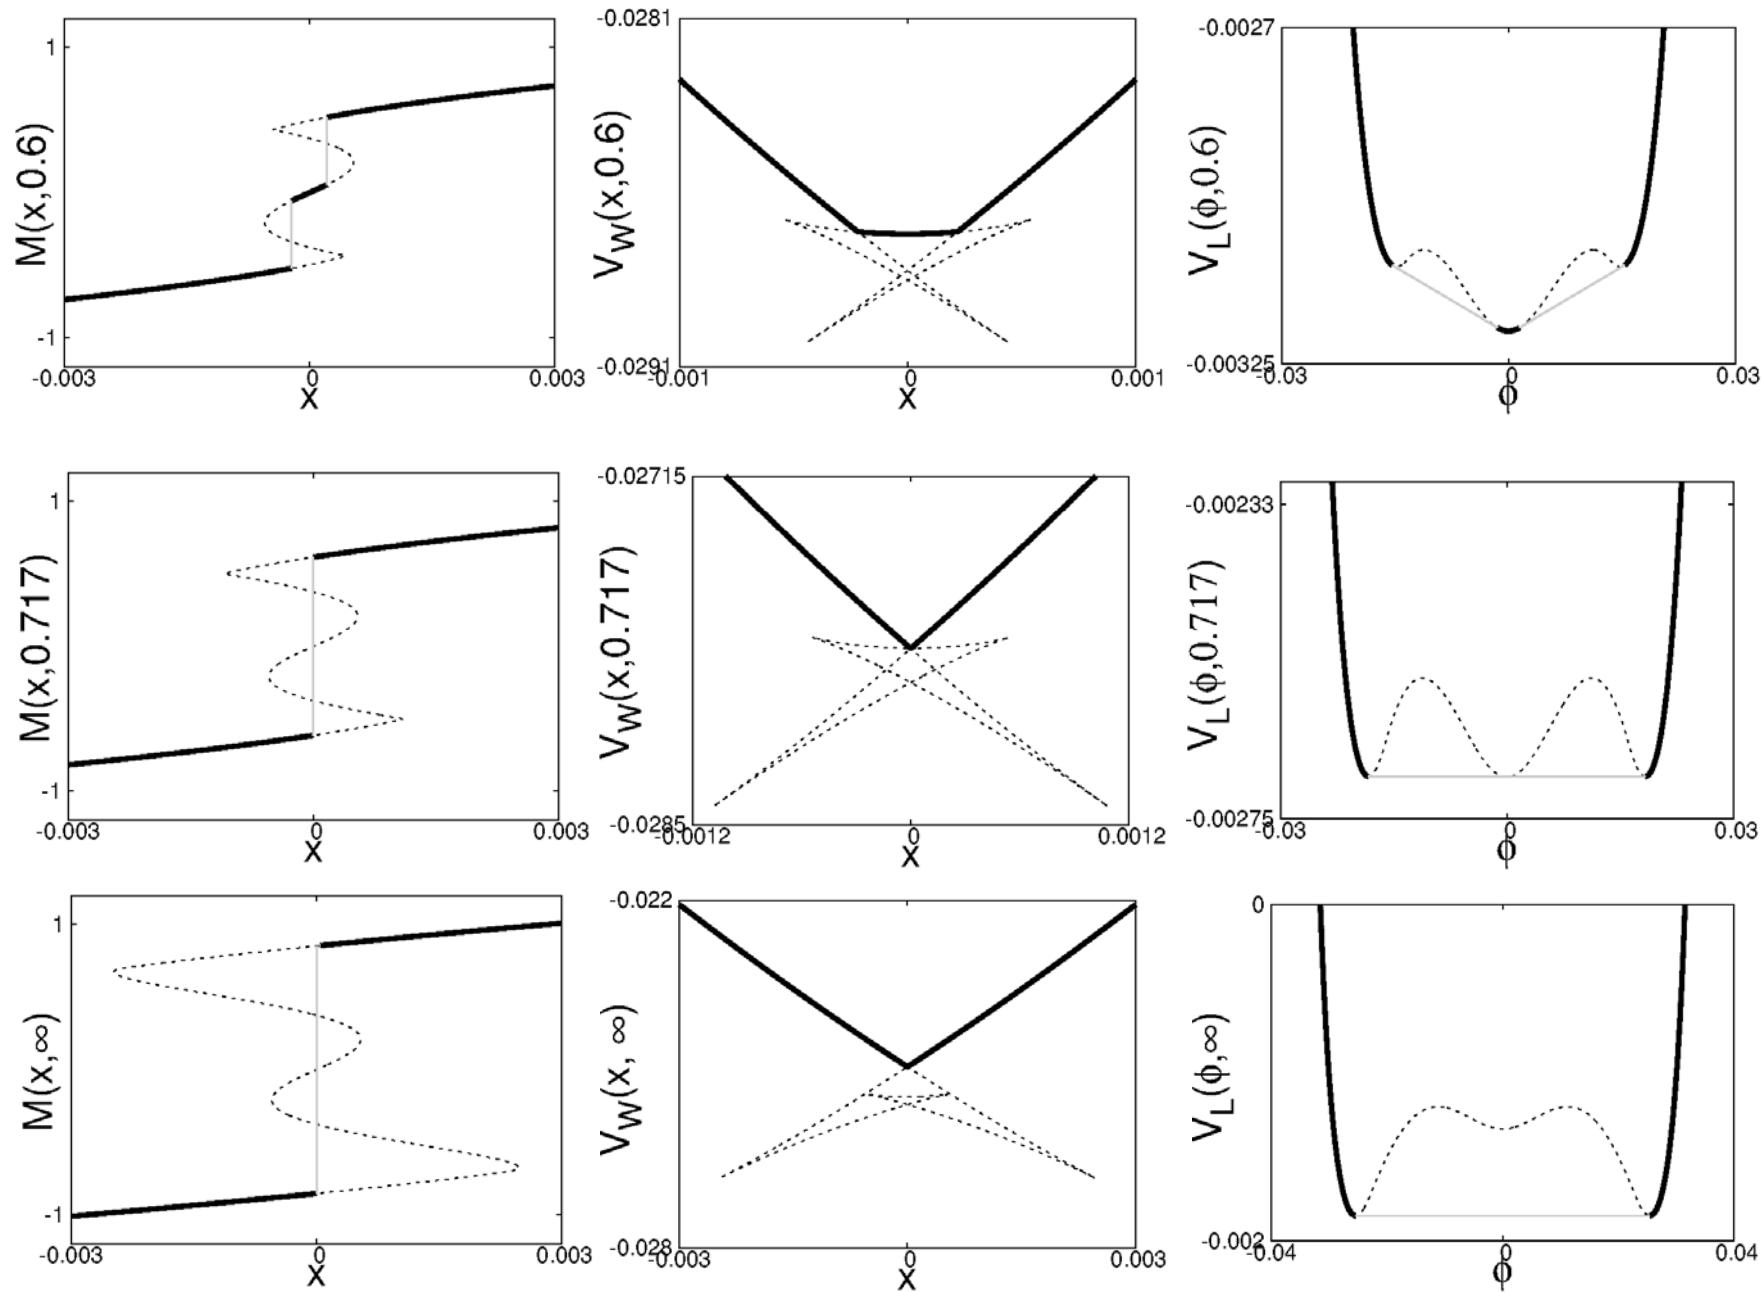 M(x,0.6)
1
-1
-0.003
0
0.003
x
V_W(x,0.6)
-0.0281
-0.0291
-0.001
0
0.001
x
V_L(ϕ,0.6)
-0.0027
-0.00325
-0.03
0
0.03
ϕ
M(x,0.717)
1
-1
-0.003
0
0.003
x
V_W(x,0.717)
-0.02715
-0.0285
-0.0012
0
0.0012
x
V_L(ϕ,0.717)
-0.00233
-0.00275
-0.03
0
0.03
ϕ
M(x,∞)
1
-1
-0.003
0
0.003
x
V_W(x, ∞)
-0.022
-0.028
-0.003
0
0.003
x
V_L(ϕ,∞)
0
-0.002
-0.04
0
0.04
ϕ